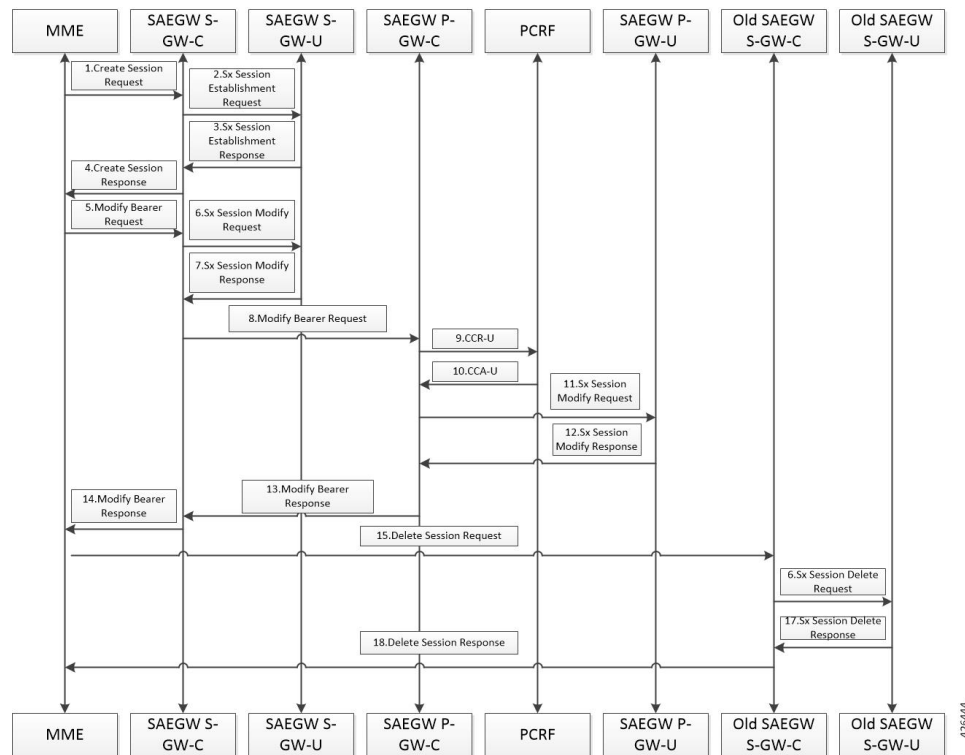 MME
SAEGW S-
GW-C
SAEGW S-
GW-U
SAEGW P-
GW-C
PCRF
SAEGW P-
GW-U
Old SAEGW
S-GW-C
Old SAEGW
S-GW-U
1.Create Session
Request
2.Sx Session
Establishment
Request
3.Sx Session
Establishment
Response
4.Create Session
Response
5.Modify Bearer
Request
6.Sx Session Modify
Request
7.Sx Session Modify
Response
8.Modify Bearer Request
9.CCR-U
10.CCA-U
11.Sx Session
Modify Request
12.Sx Session
Modify Response
13.Modify Bearer
Response
14.Modify Bearer
Response
15.Delete Session Request
6.Sx Session Delete
Request
17.Sx Session Delete
Response
18.Delete Session Response
MME
SAEGW S-
GW-C
SAEGW S-
GW-U
SAEGW P-
GW-C
PCRF
SAEGW P-
GW-U
Old SAEGW
S-GW-C
Old SAEGW
S-GW-U
426444